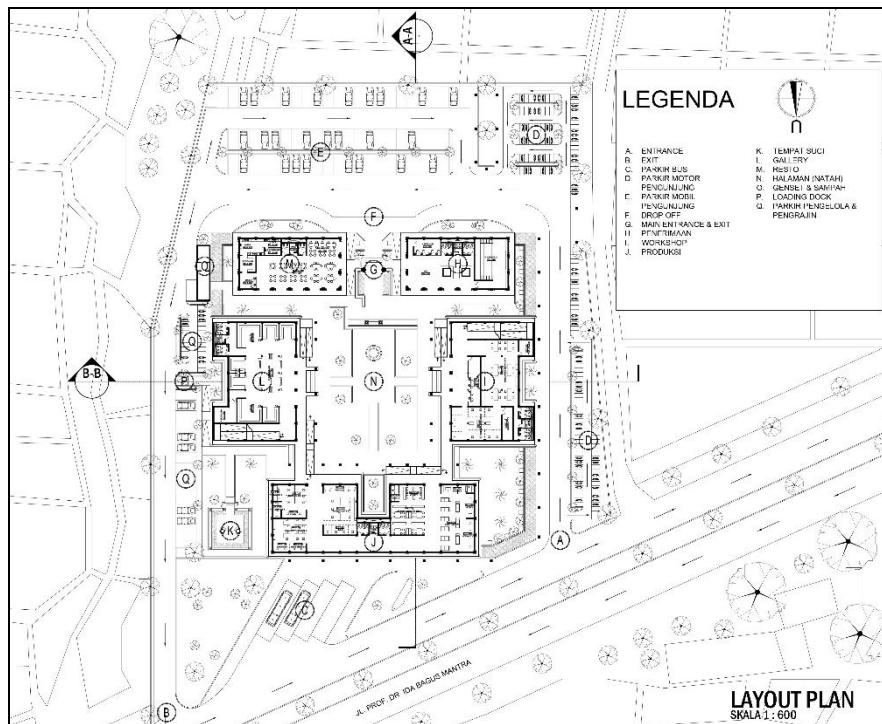 A-A
LEGENDA
n
A. ENTRANCE
B. EXIT
C. PARKIR BUS
D. PARKIR MOTOR
PENGUNJUNG
E. PARKIR MOBIL
PENGUNJUNG
F. DROP OFF
G. MAIN ENTRANCE & EXIT
H. PENERIMAAN
I. WORKSHOP
J. PRODUKSI
K. TEMPAT SUCI
L. GALLERY
M. RESTO
N. HALAMAN (NATAH)
O. GENSET & SAMPAH
P. LOADING DOCK
Q. PARKIR PENGELOLA &
PENGRAJIN
D
E
F
M
G
H
O
Q
B-B
P
L
N
I
D
Q
K
J
A
C
B
JL. PROF. DR. IDA BAGUS MANTRA
LAYOUT PLAN
SKALA 1 : 600